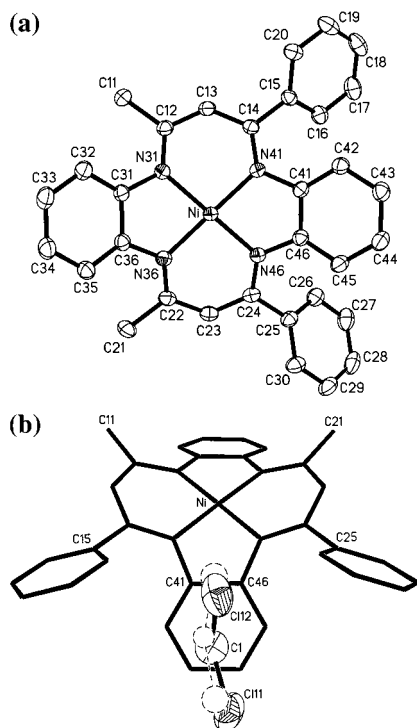 (a)
C19
C20
C18
C11
C13
C15
C12
C14
C17
C16
N31
N41
C42
C32
C31
C41
C43
C33
Ni
C36
C46
C34
N36
N46
C44
C35
C45
C26
C22
C24
C27
C23
C25
C21
C28
C30
C29
(b)
C11
C21
Ni
C15
C25
C41
C46
Cl12
C1
Cl11